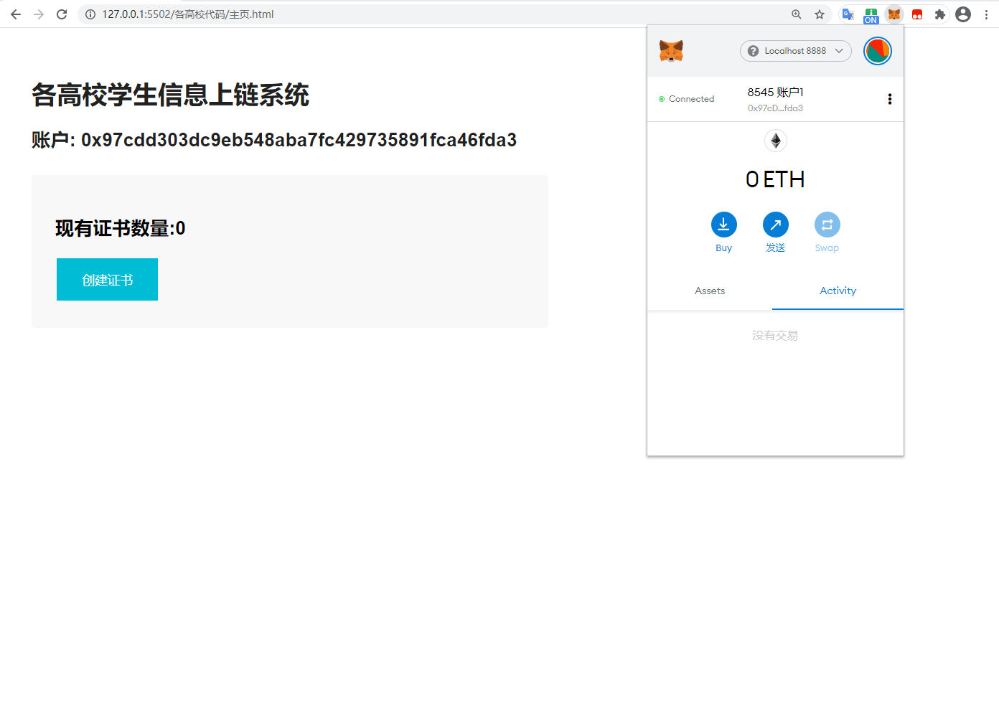 127.0.0.1:5502/各高校代码/主页.html
ON
各高校学生信息上链系统
账户: 0x97cdd303dc9eb548aba7fc429735891fca46fda3
现有证书数量:0
创建证书
Localhost 8888
Connected
8545 账户1
0x97cD...fda3
0 ETH
Buy
发送
Swap
Assets
Activity
没有交易